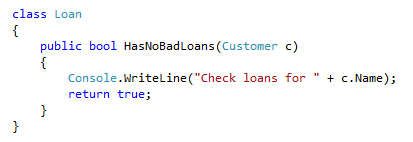 class Loan
{
    public bool HasNoBadLoans(Customer c)
    {
        Console.WriteLine("Check loans for " + c.Name);
        return true;
    }
}